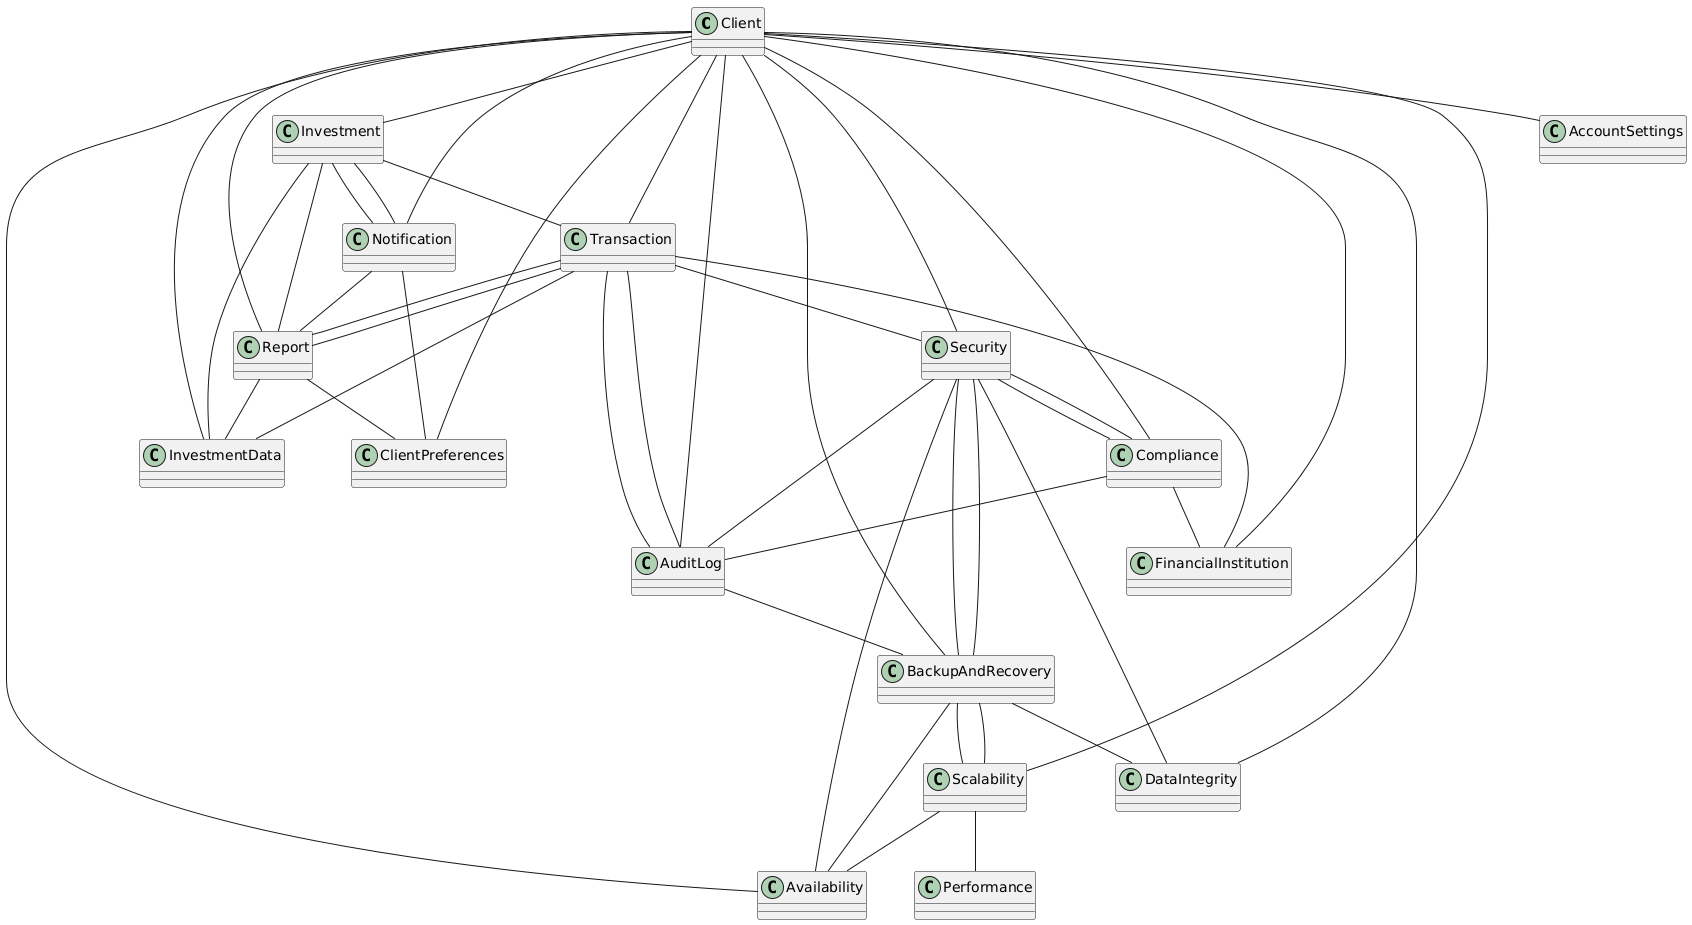 C Client
C Investment
C AccountSettings
C Notification
C Transaction
C Report
C Security
C InvestmentData
C ClientPreferences
C Compliance
C AuditLog
C FinancialInstitution
C BackupAndRecovery
C Scalability
C DataIntegrity
C Availability
C Performance